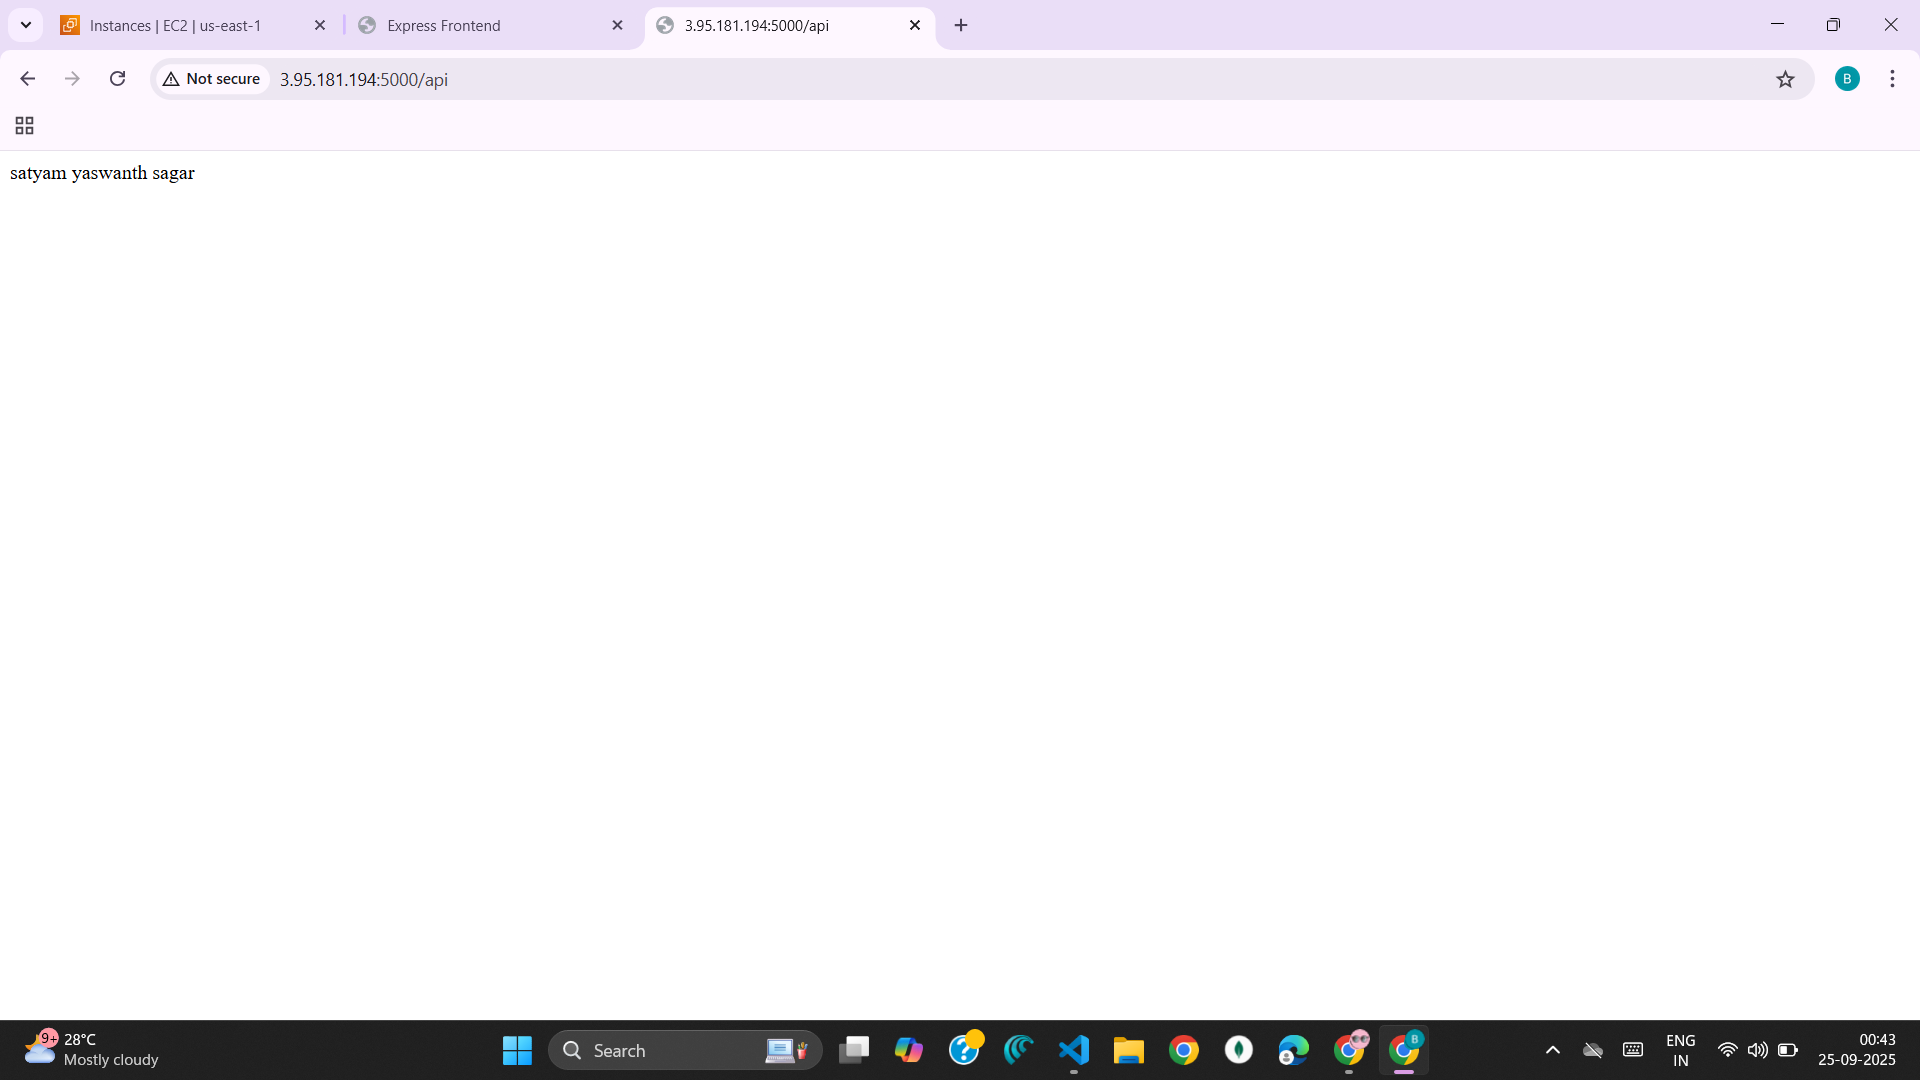 Instances | EC2 | us-east-1
Express Frontend
3.95.181.194:5000/api
Not secure
3.95.181.194:5000/api
B
satyam yaswanth sagar
9+
28°C
Mostly cloudy
Search
B
ENG
IN
00:43
25-09-2025